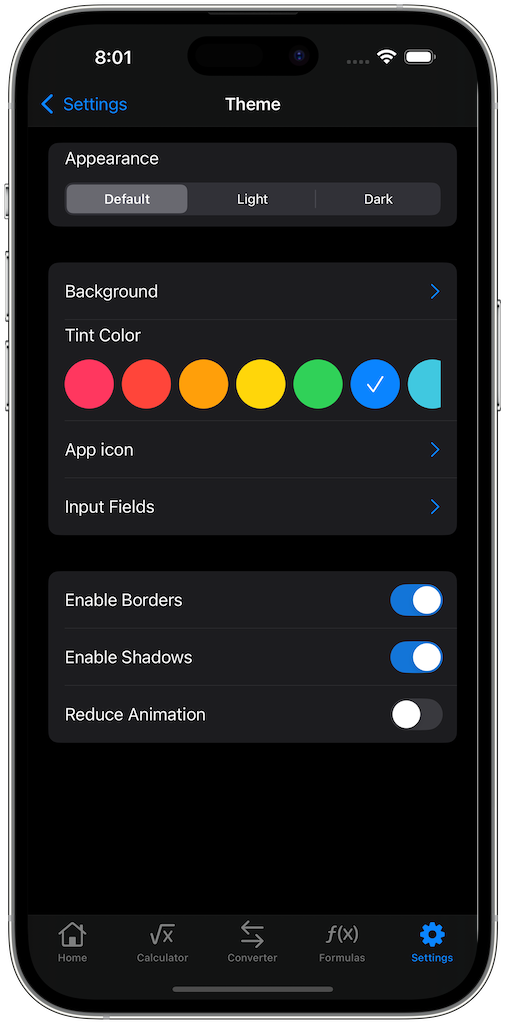 8:01
Settings
Theme
Appearance
Default Light Dark
Background
Tint Color
App icon
Input Fields
Enable Borders
Enable Shadows
Reduce Animation
√x
f(x)
Home Calculator Converter Formulas Settings